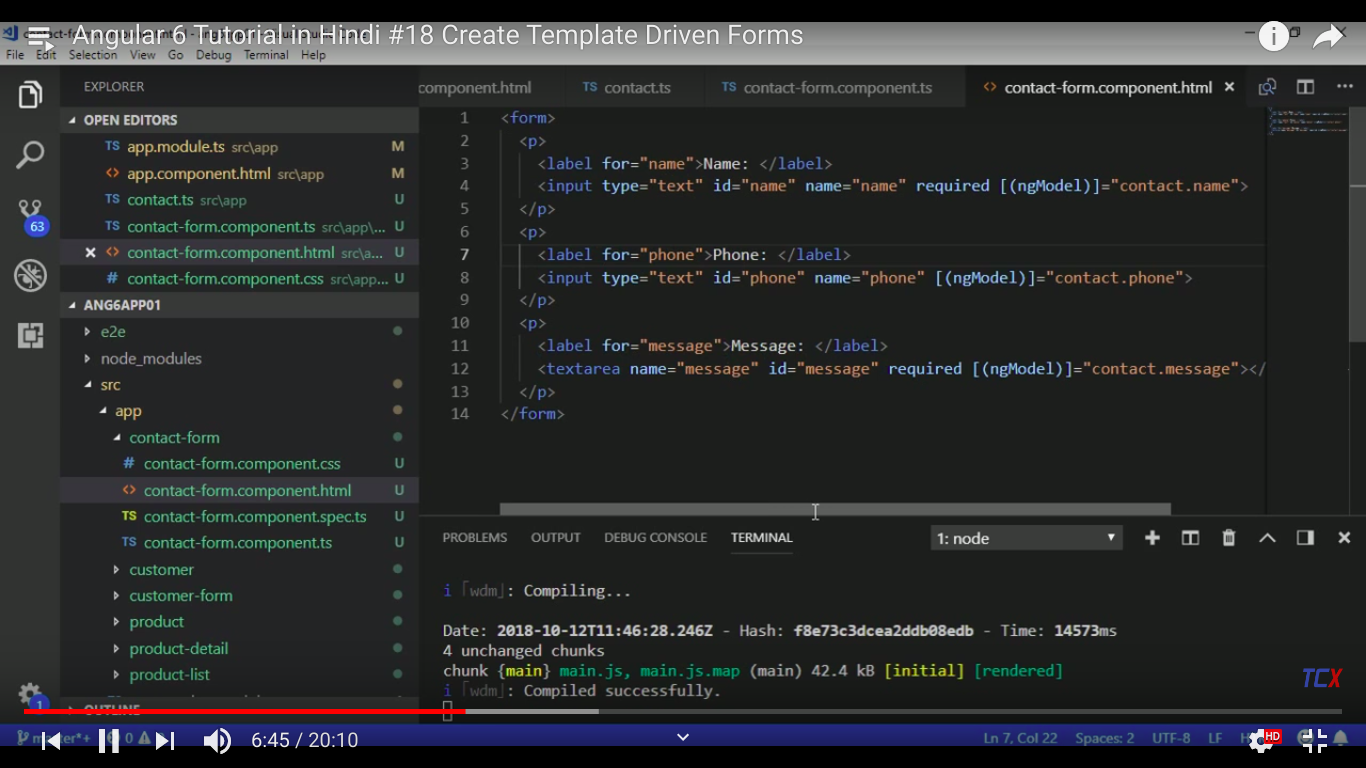 Angular 6 Tutorial in Hindi #18 Create Template Driven Forms
File Edit Selection View Go Debug Terminal Help
EXPLORER
OPEN EDITORS
TS app.module.ts src\app M
<> app.component.html src\app M
TS contact.ts src\app U
TS contact-form.component.ts src\app\... U
<> contact-form.component.html src\a... U
# contact-form.component.css src\app... U
ANG6APP01
e2e
node_modules
src
app
contact-form
# contact-form.component.css U
<> contact-form.component.html U
TS contact-form.component.spec.ts U
TS contact-form.component.ts U
customer
customer-form
product
product-detail
product-list
OUTLINE
63
1
component.html TS contact.ts TS contact-form.component.ts <> contact-form.component.html
1 <form>
2 <p>
3 <label for="name">Name: </label>
4 <input type="text" id="name" name="name" required [(ngModel)]="contact.name">
5 </p>
6 <p>
7 <label for="phone">Phone: </label>
8 <input type="text" id="phone" name="phone" [(ngModel)]="contact.phone">
9 </p>
10 <p>
11 <label for="message">Message: </label>
12 <textarea name="message" id="message" required [(ngModel)]="contact.message"></
13 </p>
14 </form>
PROBLEMS OUTPUT DEBUG CONSOLE TERMINAL 1: node
i 「wdm」: Compiling...
Date: 2018-10-12T11:46:28.246Z - Hash: f8e73c3dcea2ddb08edb - Time: 14573ms
4 unchanged chunks
chunk {main} main.js, main.js.map (main) 42.4 kB [initial] [rendered]
i 「wdm」: Compiled successfully.
TCX
6:45 / 20:10
0
Ln 7, Col 22 Spaces: 2 UTF-8 LF
HD